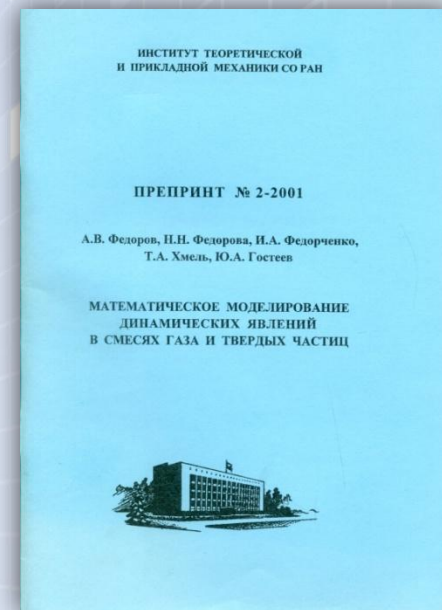 ИНСТИТУТ ТЕОРЕТИЧЕСКОЙ
И ПРИКЛАДНОЙ МЕХАНИКИ СО РАН
ПРЕПРИНТ № 2-2001
А.В. Федоров, Н.Н. Федорова, И.А. Федорченко,
Т.А. Хмель, Ю.А. Гостеев
МАТЕМАТИЧЕСКОЕ МОДЕЛИРОВАНИЕ
ДИНАМИЧЕСКИХ ЯВЛЕНИЙ
В СМЕСЯХ ГАЗА И ТВЕРДЫХ ЧАСТИЦ